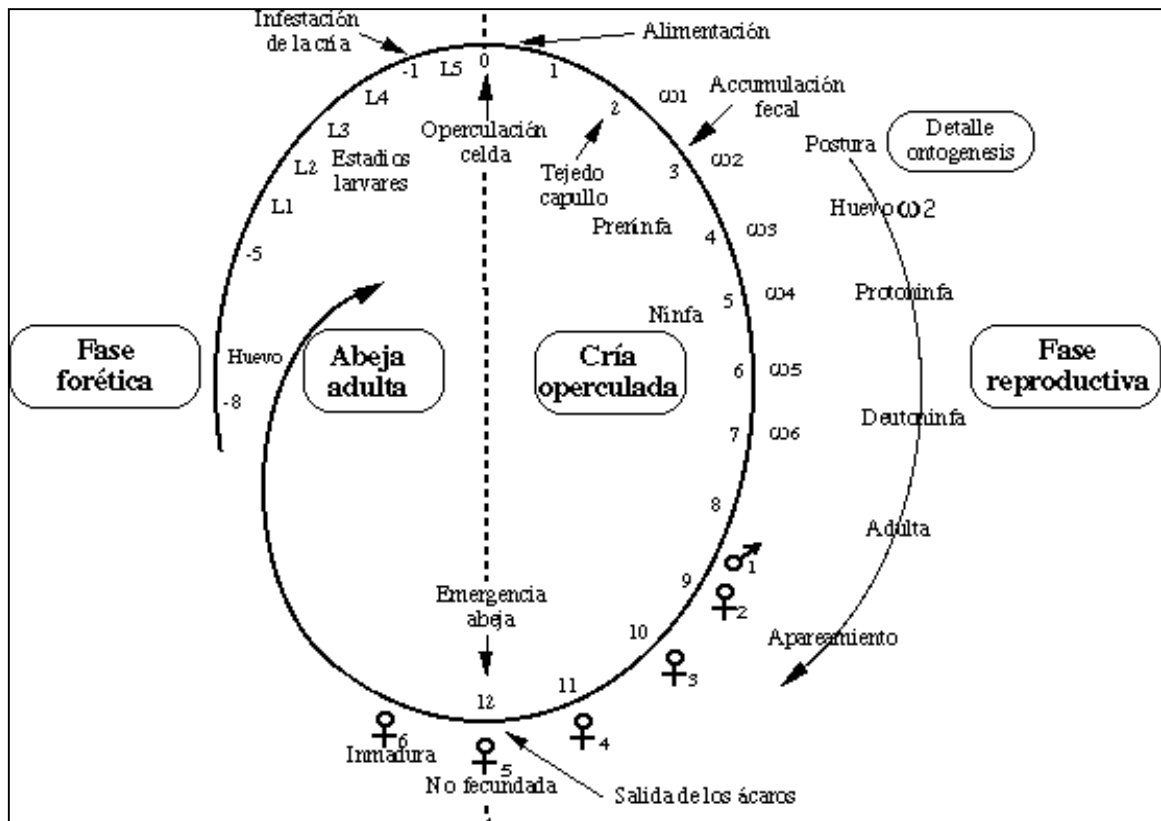 Infestación
de la cría
Alimentación
-1
L5
0
1
L4
2
ω1
Accumulación
fecal
L3
Operculación
celda
Estadios
larvares
L2
Tejedo
capullo
3
ω2
Postura
Detalle
ontogenesis
L1
Preninfa
4
ω3
Huevo ω2
-5
Ninfa
5
ω4
Protoninfa
Fase
forética
Huevo
Abeja
adulta
Cría
operculada
6
ω5
Fase
reproductiva
-8
7
ω6
Deutoninfa
8
Adulta
♂1
9
♀2
Emergencia
abeja
10
Apareamiento
♀3
11
12
♀4
♀6
Inmadura
♀5
No fecundada
Salida de los ácaros